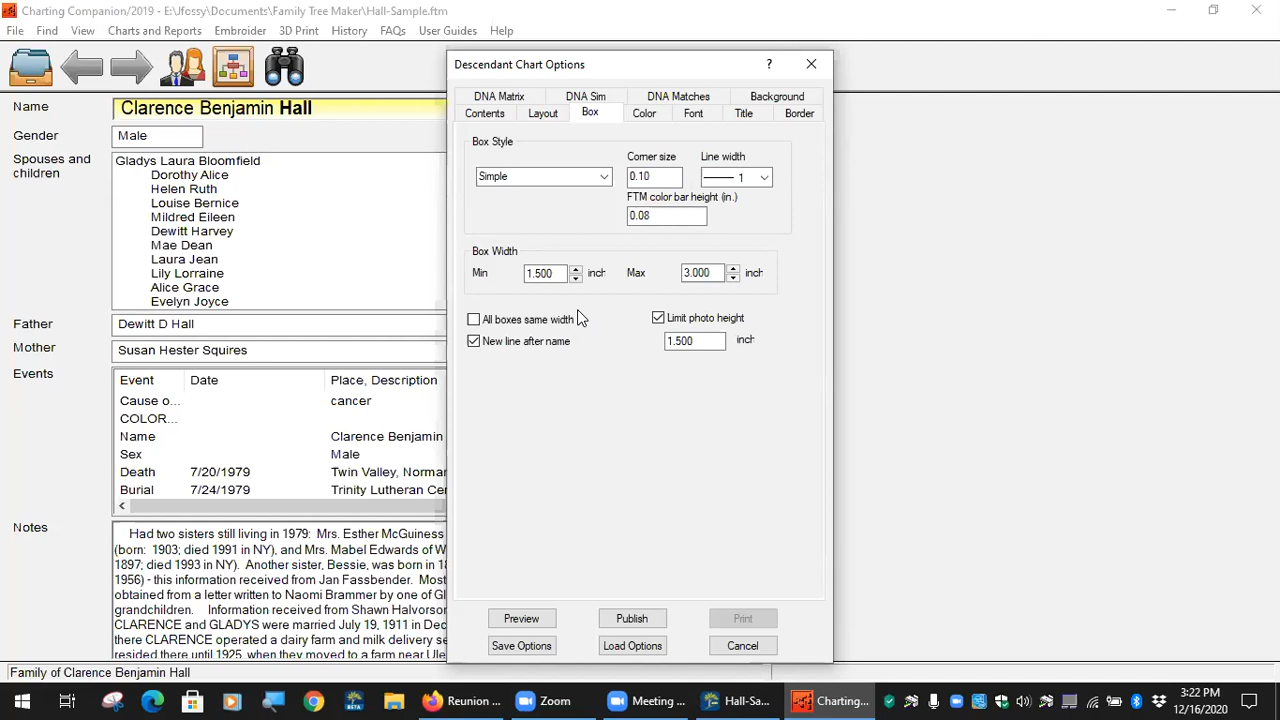 Charting Companion/2019 - E:\Jfossy\Documents\Family Tree Maker\Hall-Sample.ftm
File Find View Charts and Reports Embroider 3D Print History FAQs User Guides Help
Name Clarence Benjamin Hall
Gender Male
Spouses and children
Gladys Laura Bloomfield
Dorothy Alice
Helen Ruth
Louise Bernice
Mildred Eileen
Dewitt Harvey
Mae Dean
Laura Jean
Lily Lorraine
Alice Grace
Evelyn Joyce
Father Dewitt D Hall
Mother Susan Hester Squires
Events
Event Date Place, Description
Cause o... cancer
COLOR...
Name Clarence Benjamin
Sex Male
Death 7/20/1979 Twin Valley, Norman
Burial 7/24/1979 Trinity Lutheran Cer
Notes
Had two sisters still living in 1979: Mrs. Esther McGuiness
(born: 1903; died 1991 in NY), and Mrs. Mabel Edwards of W
1897; died 1993 in NY). Another sister, Bessie, was born in 18
1956) - this information received from Jan Fassbender. Most
obtained from a letter written to Naomi Brammer by one of Gl
grandchildren. Information received from Shawn Halvorso
CLARENCE and GLADYS were married July 19, 1911 in Dec
there CLARENCE operated a dairy farm and milk delivery se
resided there until 1925, when they moved to a farm near Ule
Family of Clarence Benjamin Hall
Descendant Chart Options ?
DNA Matrix DNA Sim DNA Matches Background
Contents Layout Box Color Font Title Border
Box Style
Simple
Corner size
0.10
Line width
1
FTM color bar height (in.)
0.08
Box Width
Min 1.500 inch Max 3.000 inch
All boxes same width
New line after name
Limit photo height
1.500 inch
Preview Publish Print
Save Options Load Options Cancel
BETA
Reunion ... Zoom Meeting ... Hall-Sa... Charting...
3:22 PM
12/16/2020